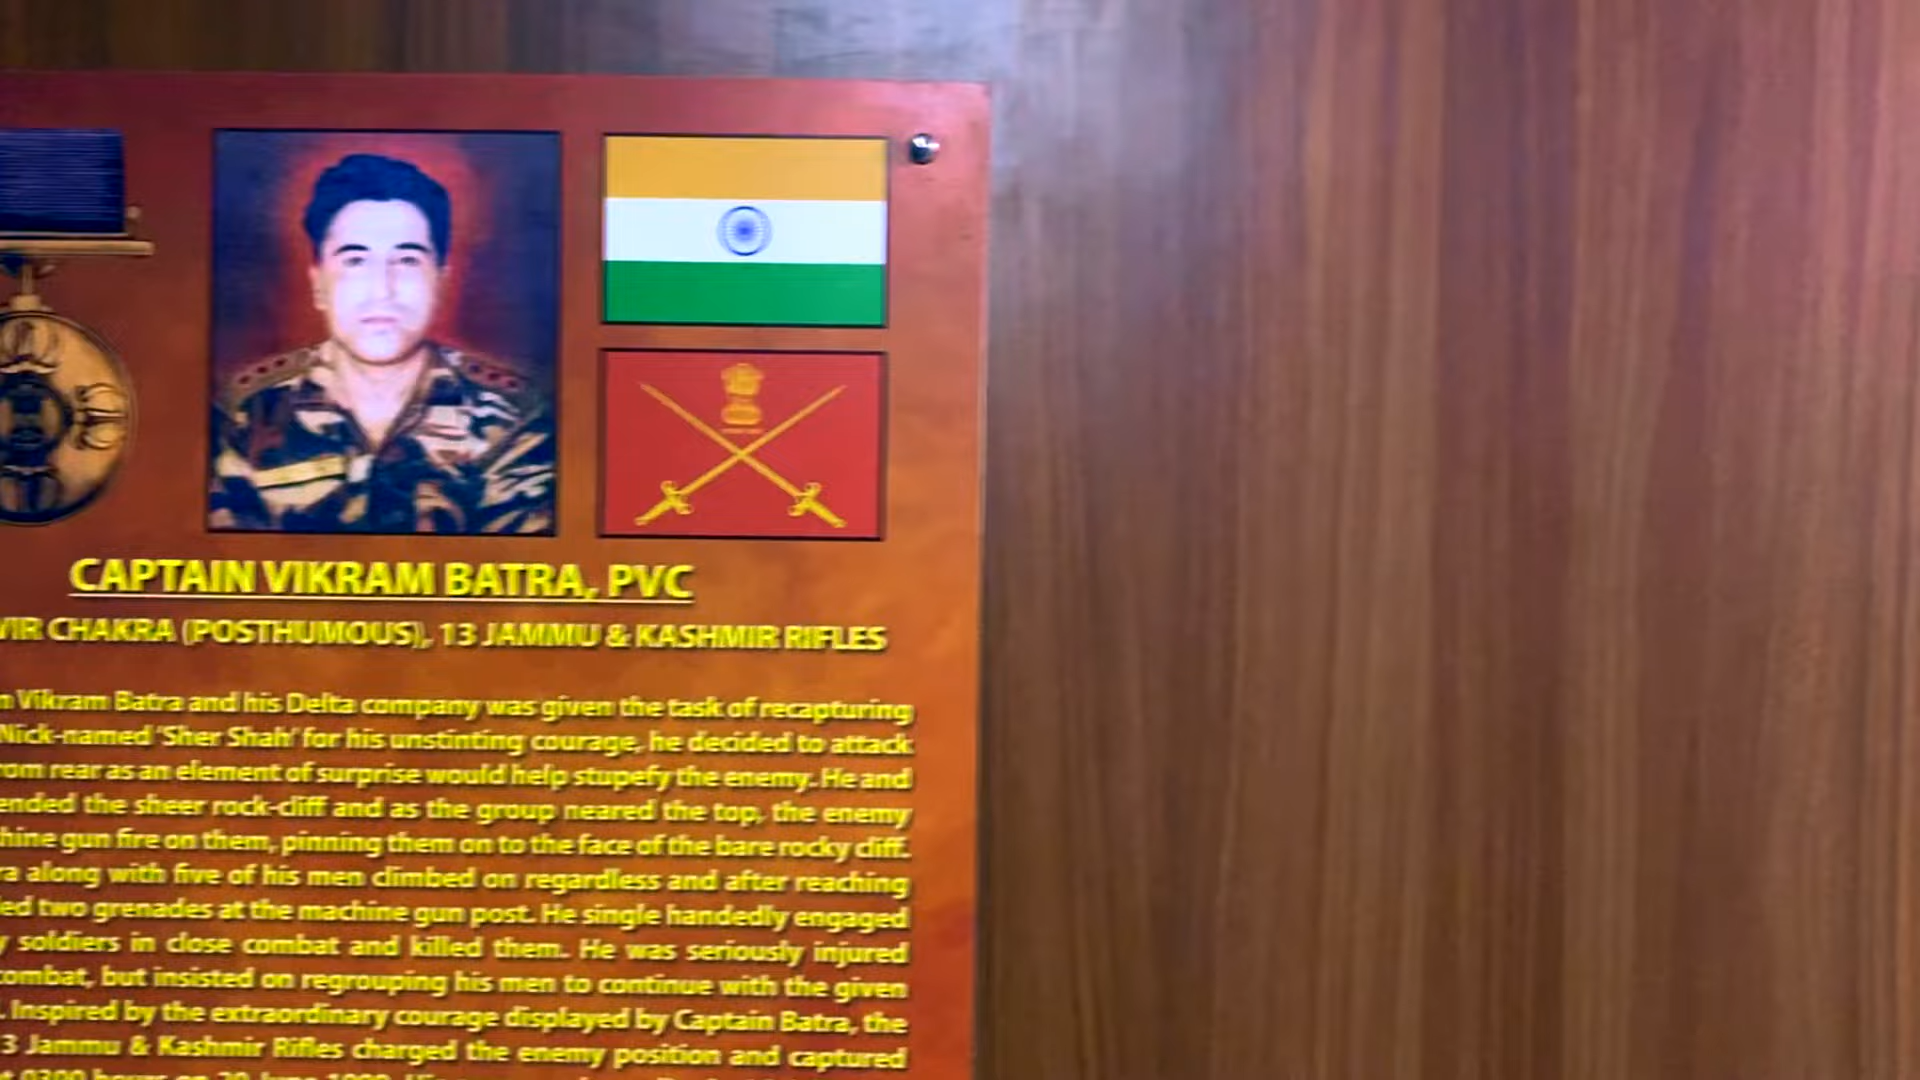 CAPTAIN VIKRAM BATRA, PVC
VIR CHAKRA (POSTHUMOUS), 13 JAMMU & KASHMIR RIFLES
n Vikram Batra and his Delta company was given the task of recapturing
Nick-named 'Sher Shah' for his unstinting courage, he decided to attack
om rear as an element of surprise would help stupefy the enemy. He and
ended the sheer rock-cliff and as the group neared the top, the enemy
hine gun fire on them, pinning them on to the face of the bare rocky cliff.
ra along with five of his men climbed on regardless and after reaching
led two grenades at the machine gun post. He single handedly engaged
y soldiers in close combat and killed them. He was seriously injured
combat, but insisted on regrouping his men to continue with the given
. Inspired by the extraordinary courage displayed by Captain Batra, the
3 Jammu & Kashmir Rifles charged the enemy position and captured